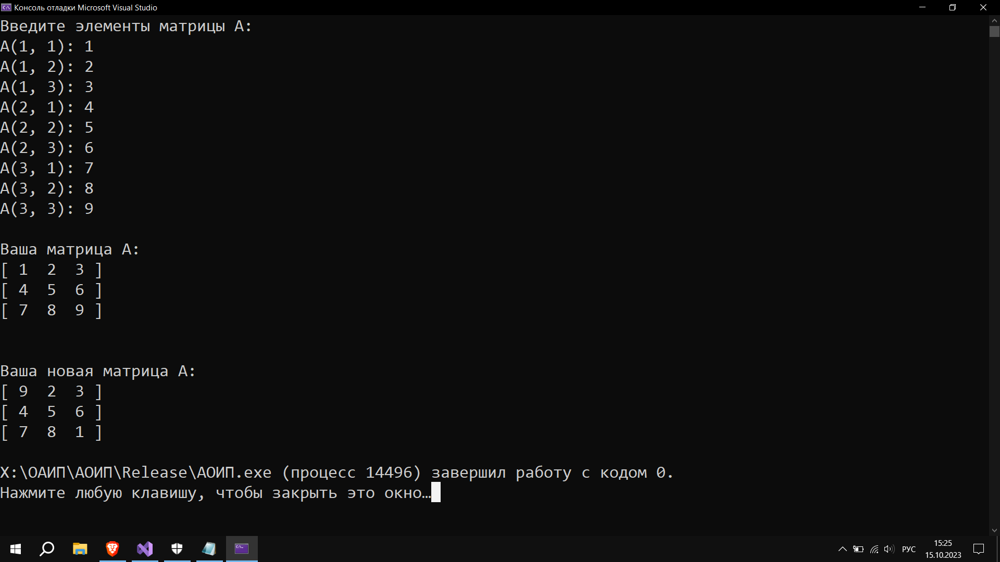 Консоль отладки Microsoft Visual Studio
Введите элементы матрицы A:
A(1, 1): 1
A(1, 2): 2
A(1, 3): 3
A(2, 1): 4
A(2, 2): 5
A(2, 3): 6
A(3, 1): 7
A(3, 2): 8
A(3, 3): 9
Ваша матрица A:
[ 1  2  3 ]
[ 4  5  6 ]
[ 7  8  9 ]
Ваша новая матрица A:
[ 9  2  3 ]
[ 4  5  6 ]
[ 7  8  1 ]
X:\ОАИП\АОИП\Release\АОИП.exe (процесс 14496) завершил работу с кодом 0.
Нажмите любую клавишу, чтобы закрыть это окно…
РУС
15:25
15.10.2023